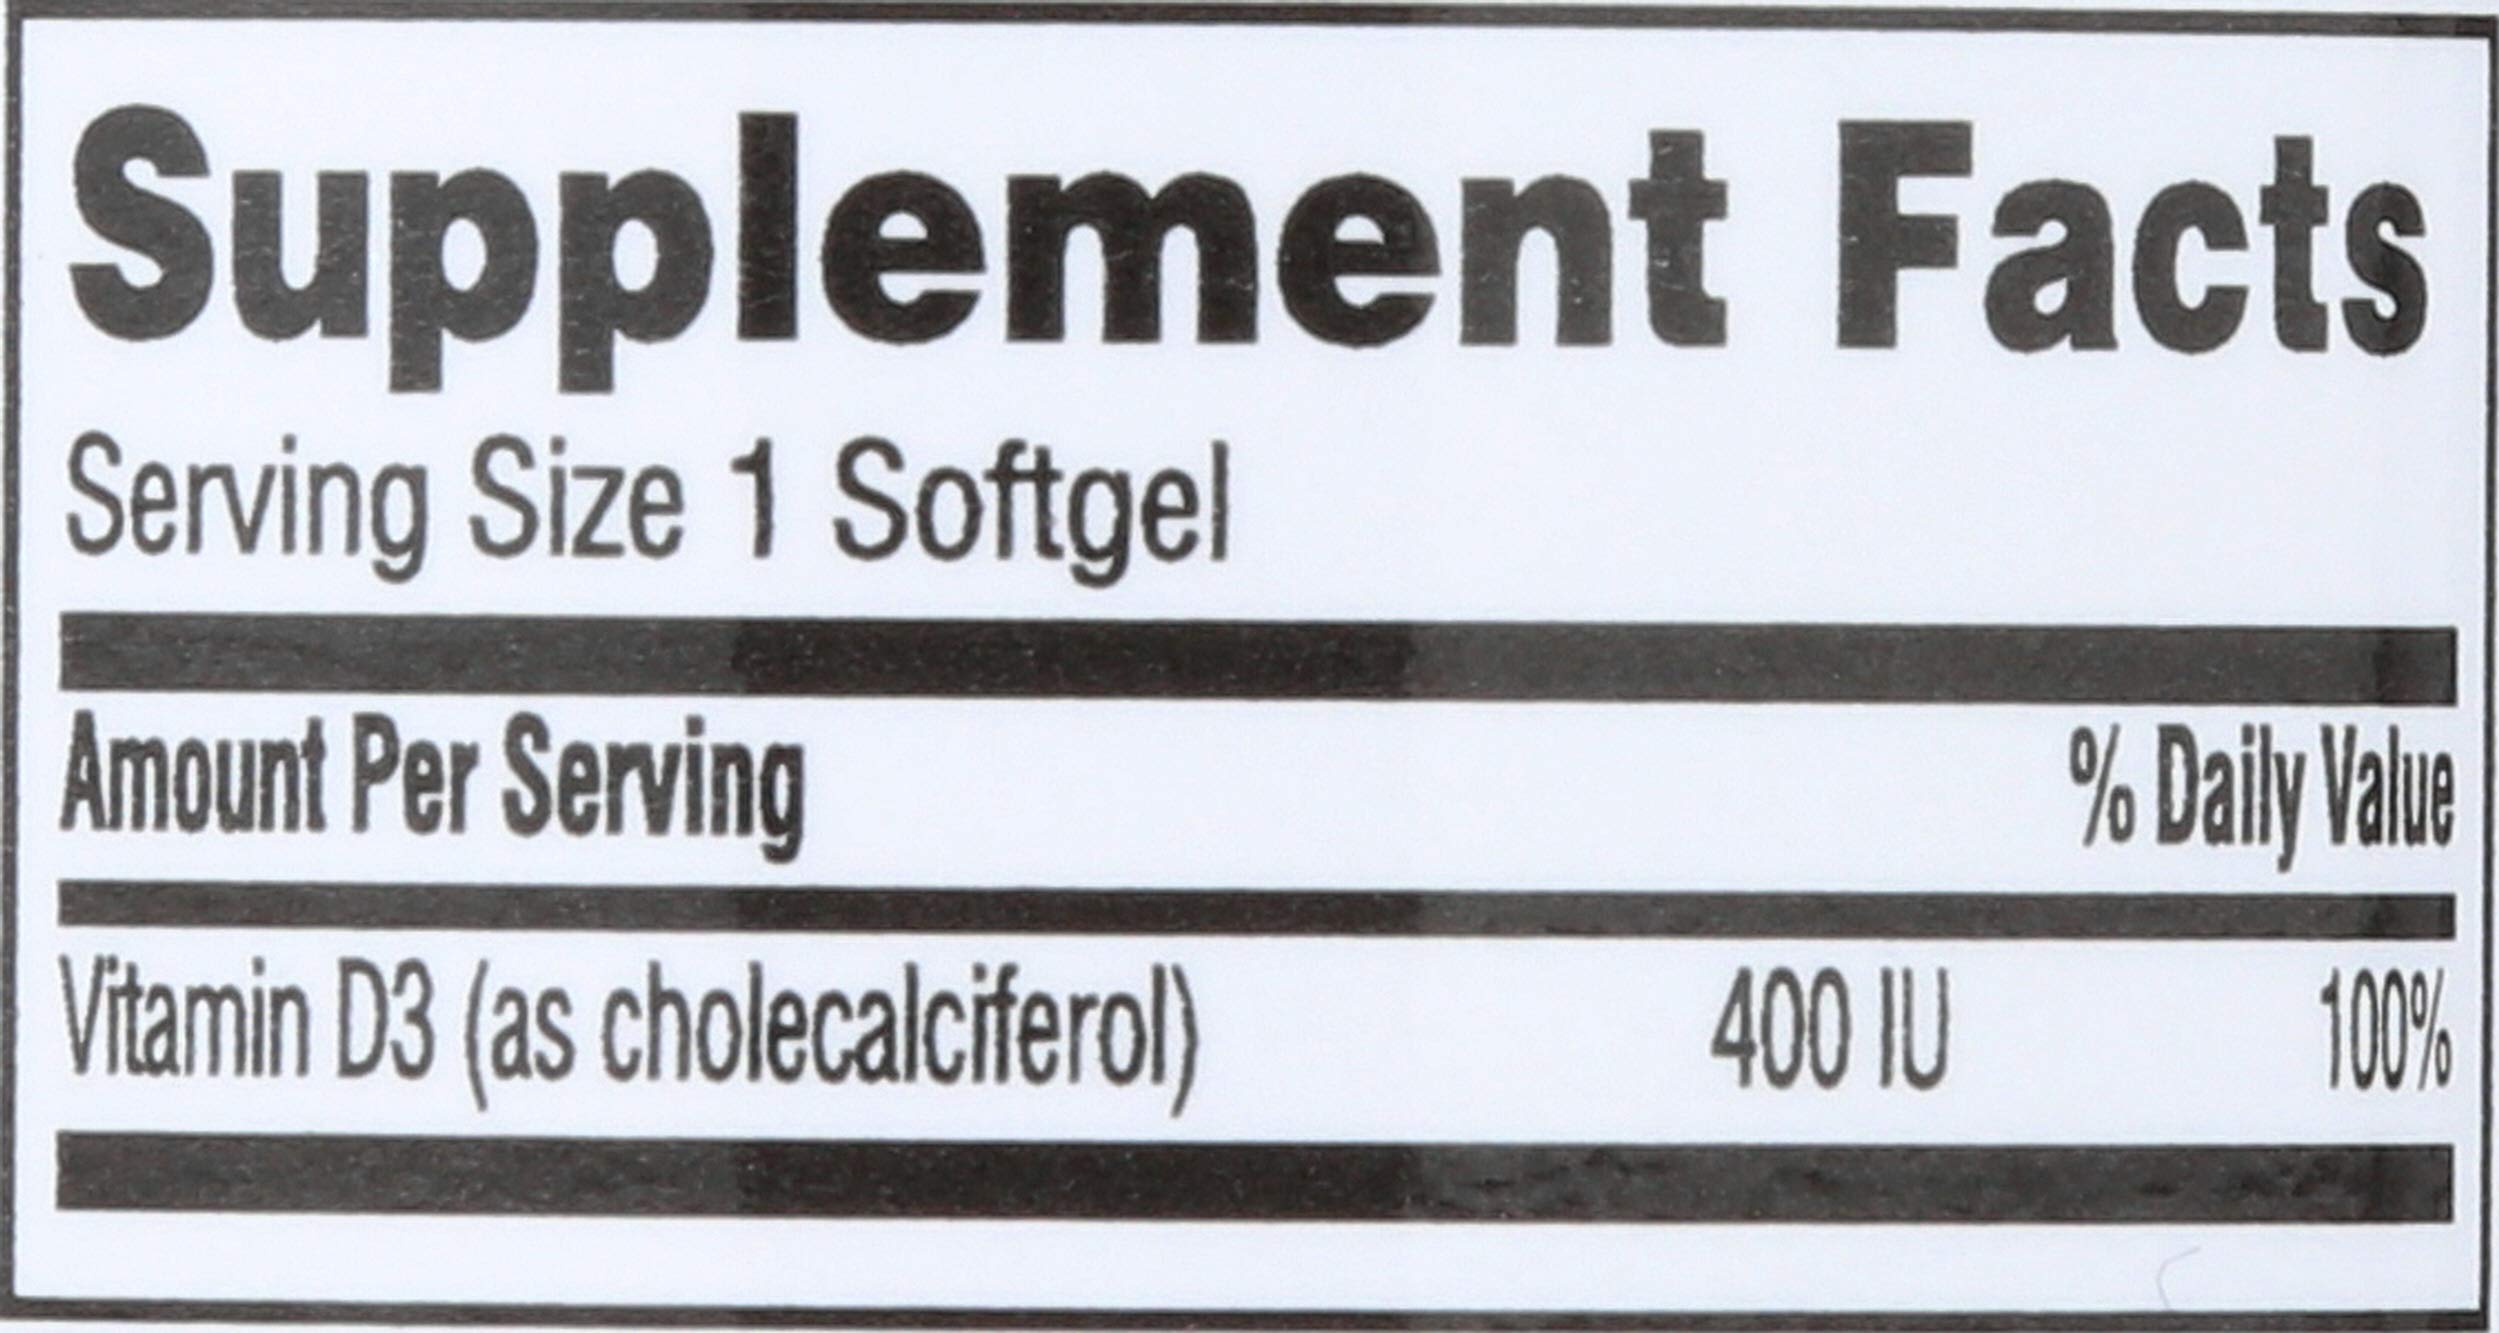 Supplement Facts
Serving Size 1 Softgel
Amount Per Serving % Daily Value
Vitamin D3 (as cholecalciferol) 400 IU 100%